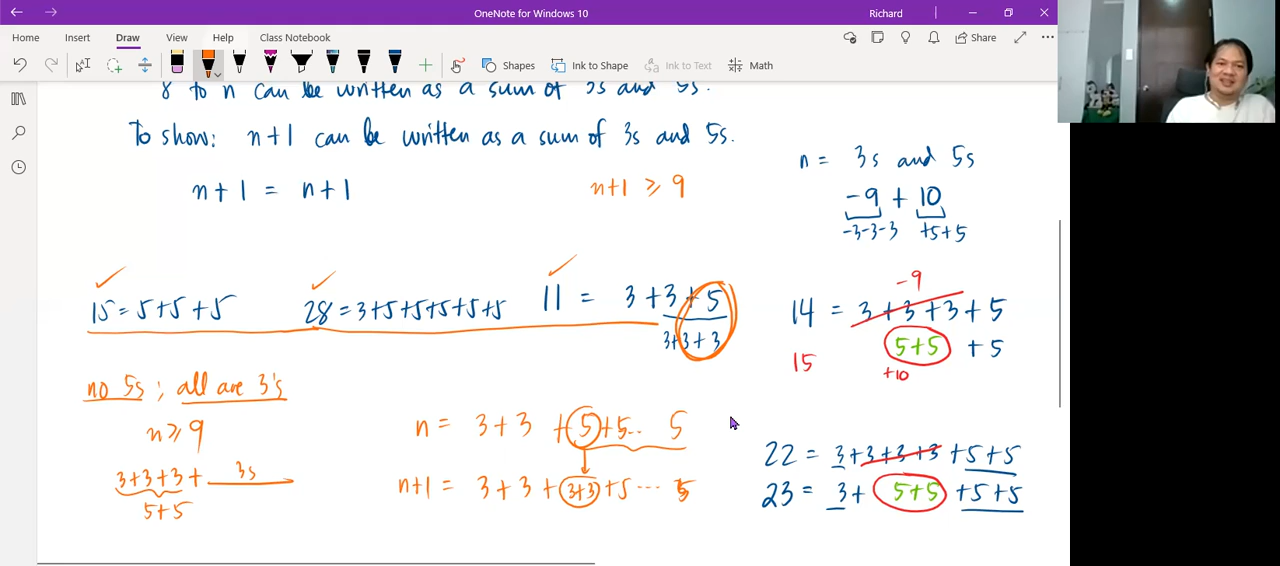 OneNote for Windows 10
Richard
Home Insert Draw View Help Class Notebook
Share
Shapes Ink to Shape Ink to Text Math
8 to n can be written as a sum of 3s and 5s.
To show: n+1 can be written as a sum of 3s and 5s.
n+1 = n+1
n+1 ≥ 9
n = 3s and 5s
-9 + 10
-3-3-3 +5+5
15 = 5+5+5
28 = 3+5+5+5+5+5
11 = 3+3+5
3+3+3
-9
14 = 3+3+3+5
15 5+5 +5
+10
no 5s; all are 3's
n ≥ 9
3+3+3+ 3s
5+5
n = 3+3 +5+5... 5
n+1 = 3+3+(3+3)+5 ... 5
22 = 3+3+3+3+5+5
23 = 3+ 5+5 +5+5